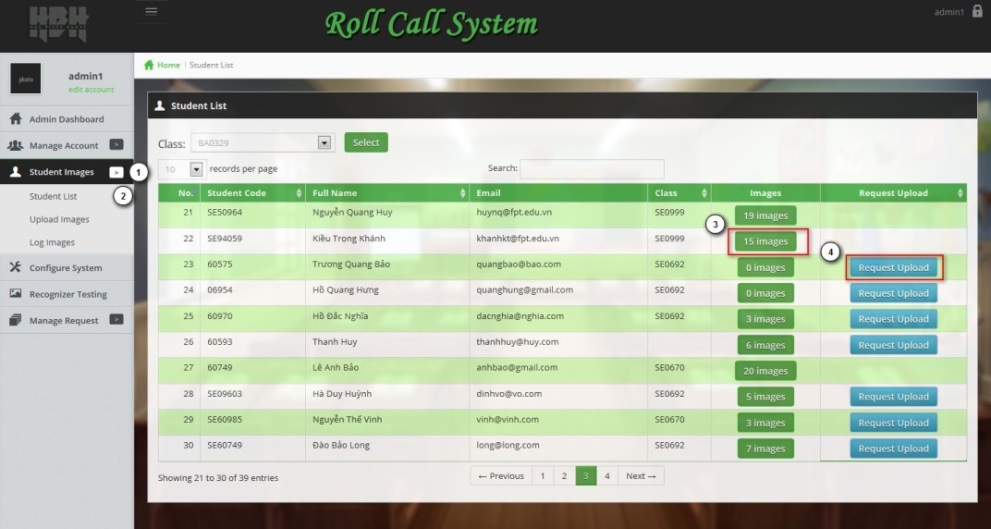 HBK
Roll Call System
admin1
photo
admin1
edit account
Admin Dashboard
Manage Account
Student Images
Student List
Upload Images
Log Images
Configure System
Recognizer Testing
Manage Request
1
2
Home | Student List
Student List
Class: BA0329 Select
10 records per page Search:
No. Student Code Full Name Email Class Images Request Upload
21 SE50964 Nguyễn Quang Huy huynq@fpt.edu.vn SE0999 19 images
3
22 SE94059 Kiều Trọng Khánh khanhkt@fpt.edu.vn SE0999 15 images
4
23 60575 Trương Quang Bảo quangbao@bao.com SE0692 0 images Request Upload
24 06954 Hồ Quang Hưng quanghung@gmail.com SE0692 0 images Request Upload
25 60970 Hồ Đắc Nghĩa dacnghia@nghia.com SE0692 3 images Request Upload
26 60593 Thanh Huy thanhhuy@huy.com 6 images Request Upload
27 60749 Lê Anh Bảo anhbao@gmail.com SE0670 20 images
28 SE09603 Hà Duy Huỳnh dinhvo@vo.com SE0692 5 images Request Upload
29 SE60985 Nguyễn Thế Vinh vinh@vinh.com SE0670 3 images Request Upload
30 SE60749 Đào Bảo Long long@long.com SE0692 7 images Request Upload
Showing 21 to 30 of 39 entries
← Previous 1 2 3 4 Next →